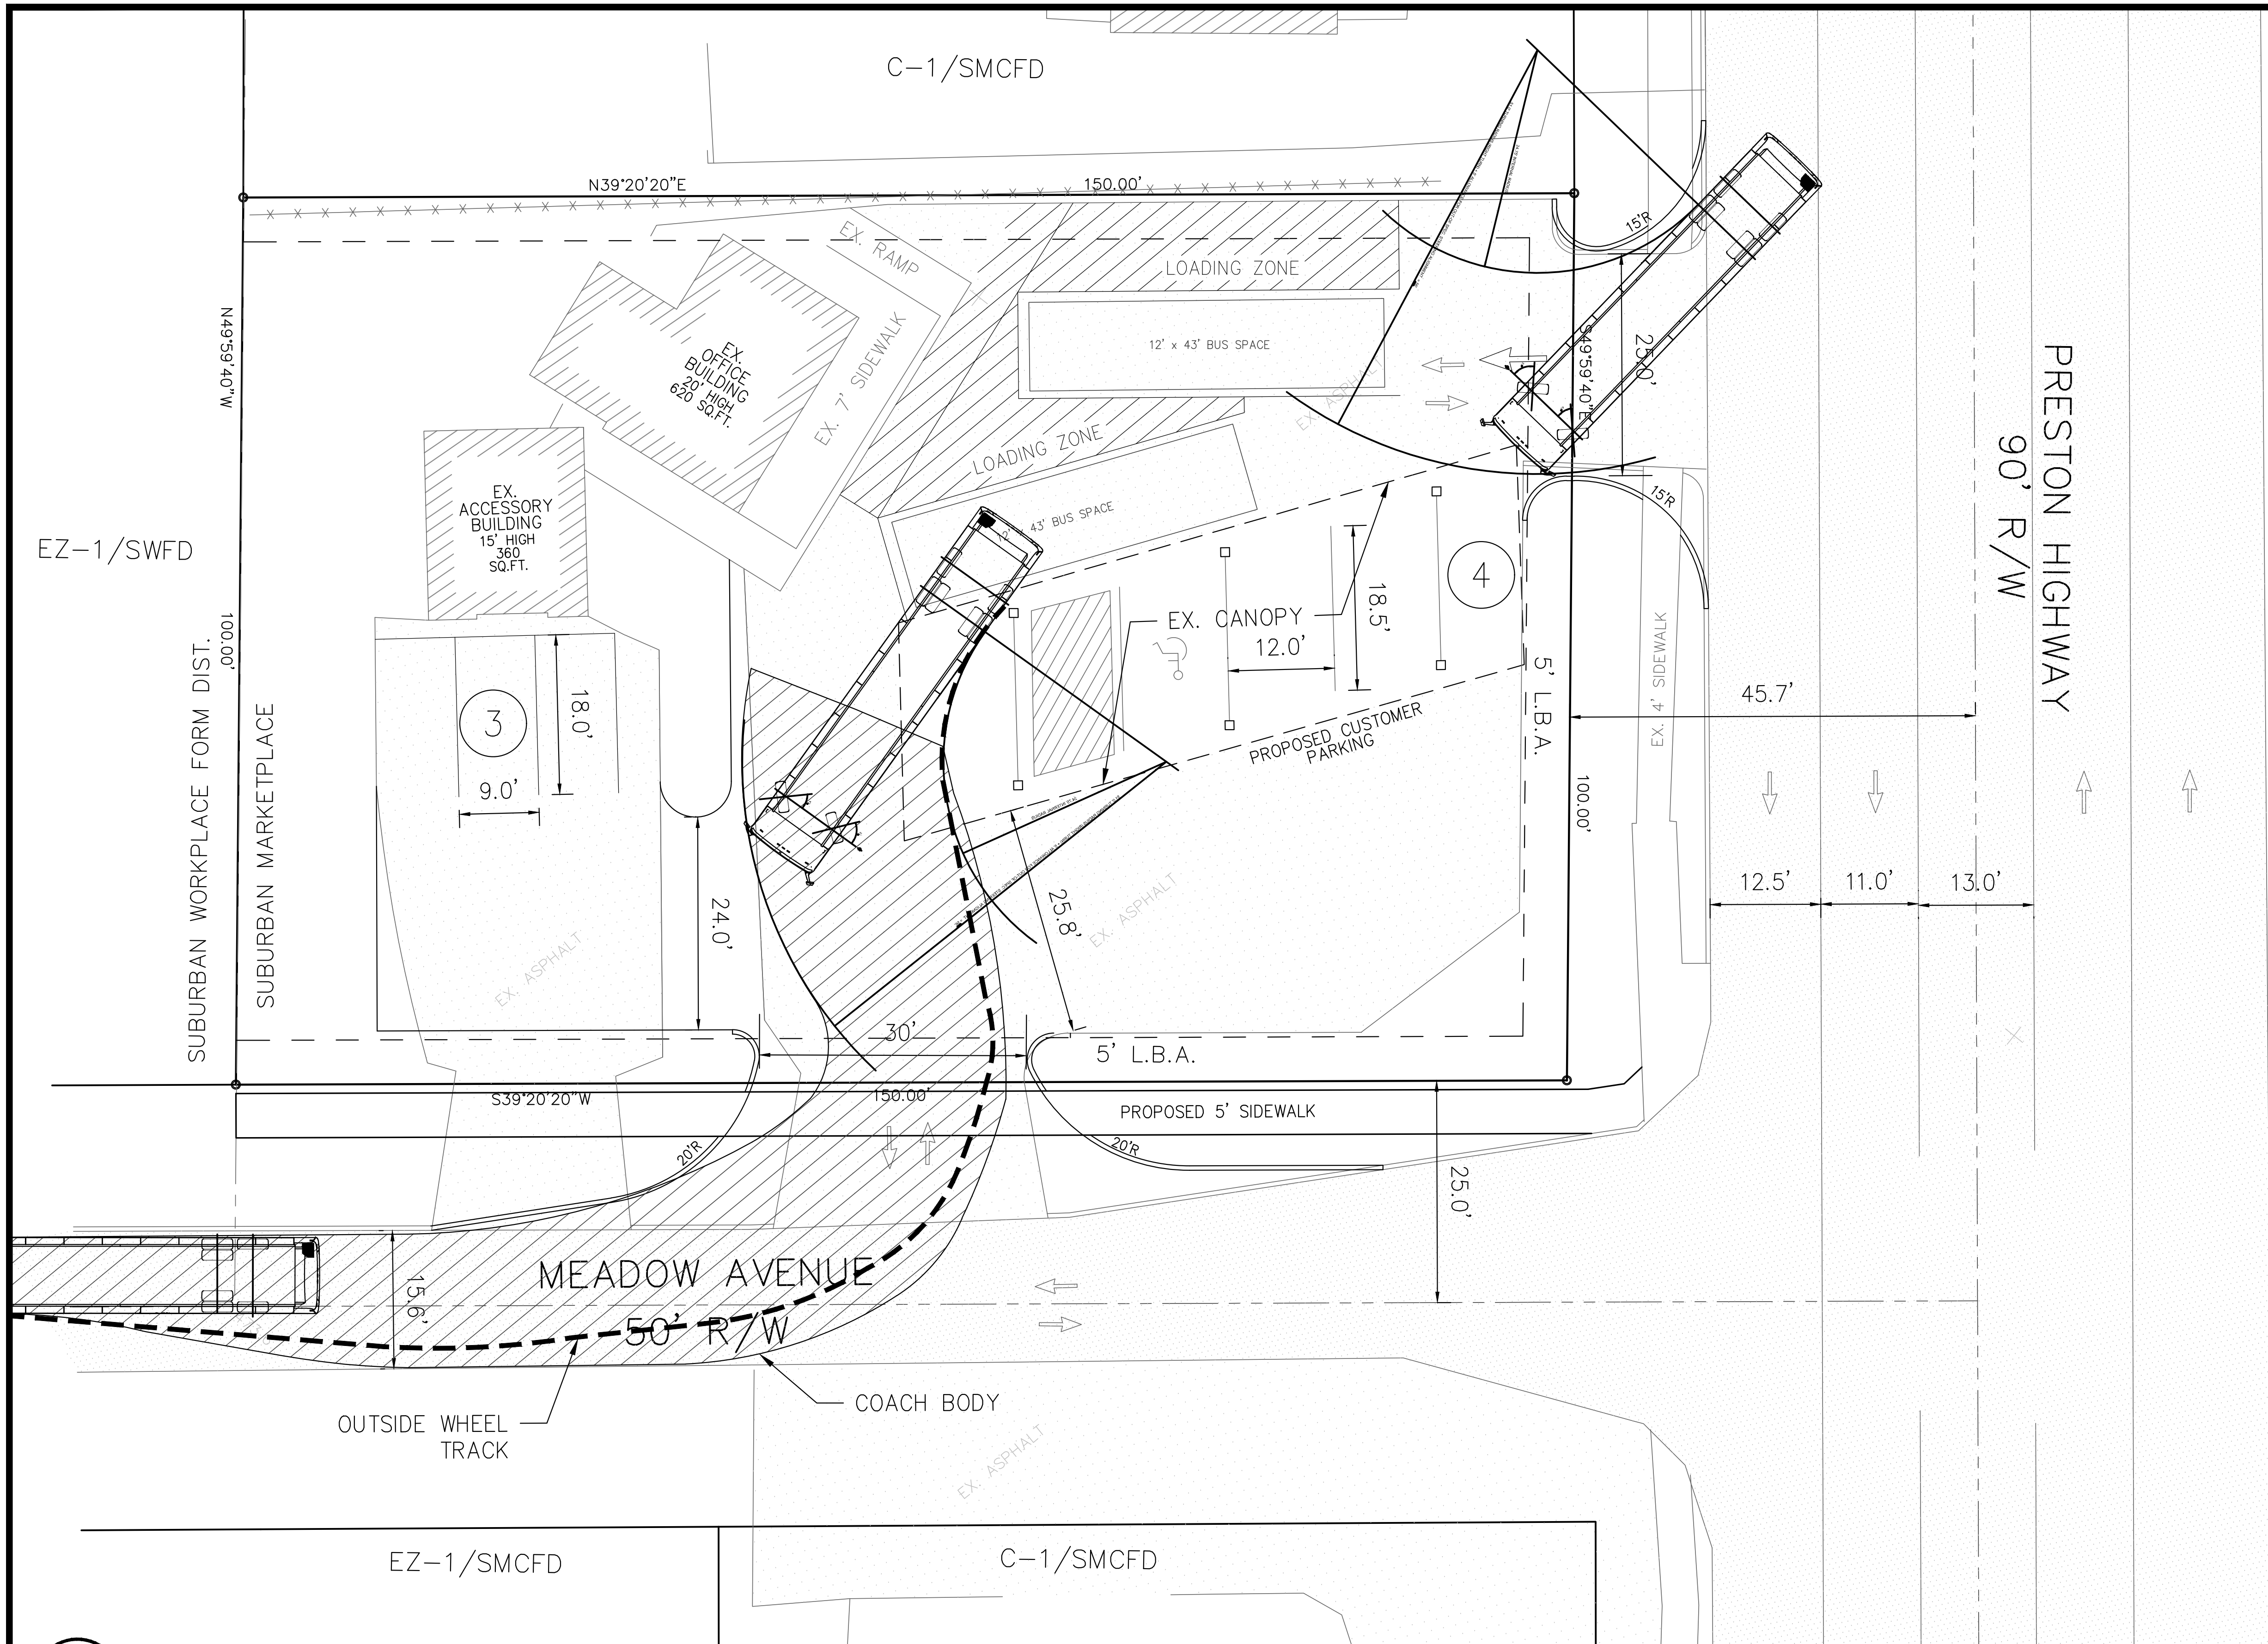 C-1/SMCFD
N39°20'20"E
150.00'
EX. RAMP
15'R
LOADING ZONE
12' x 43' BUS SPACE
N49°59'40"W
EX.
OFFICE
BUILDING
20' HIGH
620 SQ.FT.
EX. 7' SIDEWALK
S49°59'40"E
25.0'
EX. ASPHALT
PRESTON HIGHWAY
90' R/W
LOADING ZONE
EX.
ACCESSORY
BUILDING
15' HIGH
360
SQ.FT.
12' x 43' BUS SPACE
15'R
EZ-1/SWFD
4
18.5'
EX. CANOPY
12.0'
EX. 4' SIDEWALK
100.00'
SUBURBAN WORKPLACE FORM DIST.
SUBURBAN MARKETPLACE
3
18.0'
9.0'
5' L.B.A.
45.7'
PROPOSED CUSTOMER
PARKING
100.00'
12.5'
11.0'
13.0'
24.0'
25.8'
EX. ASPHALT
EX. ASPHALT
30'
5' L.B.A.
S39°20'20"W
150.00'
PROPOSED 5' SIDEWALK
20'R
20'R
25.0'
MEADOW AVENUE
50' R/W
15.6'
OUTSIDE WHEEL
TRACK
COACH BODY
EX. ASPHALT
EZ-1/SMCFD
C-1/SMCFD